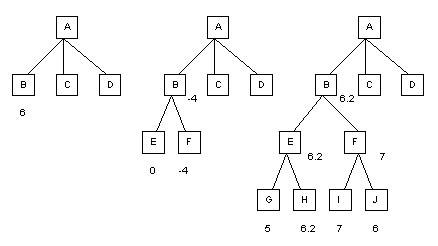 A A A
B C D B C D B C D
6 -4 6.2
E F E F
0 -4 6.2 7
G H I J
5 6.2 7 6